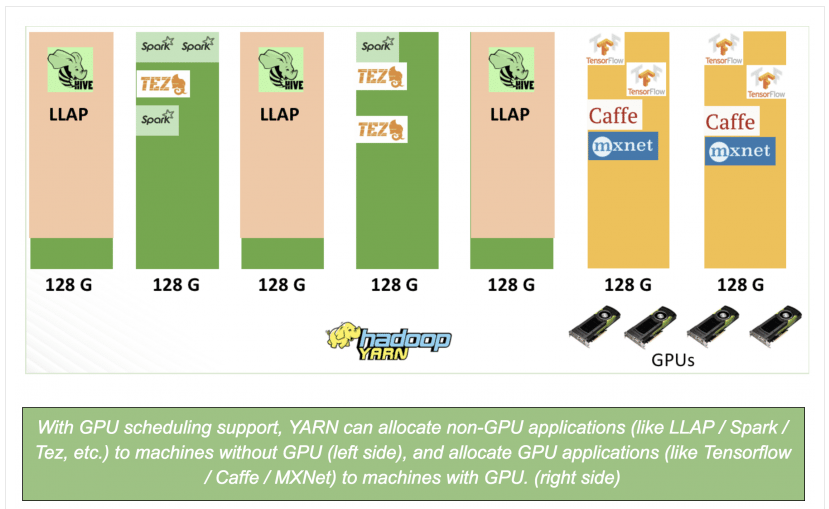 HIVE
LLAP
Spark Spark
TEZ
Spark
HIVE
LLAP
Spark
TEZ
TEZ
HIVE
LLAP
TensorFlow
TensorFlow
Caffe
mxnet
TensorFlow
TensorFlow
Caffe
mxnet
128 G 128 G 128 G 128 G 128 G 128 G 128 G
hadoop
YARN
GPUs
With GPU scheduling support, YARN can allocate non-GPU applications (like LLAP / Spark /
Tez, etc.) to machines without GPU (left side), and allocate GPU applications (like Tensorflow
/ Caffe / MXNet) to machines with GPU. (right side)